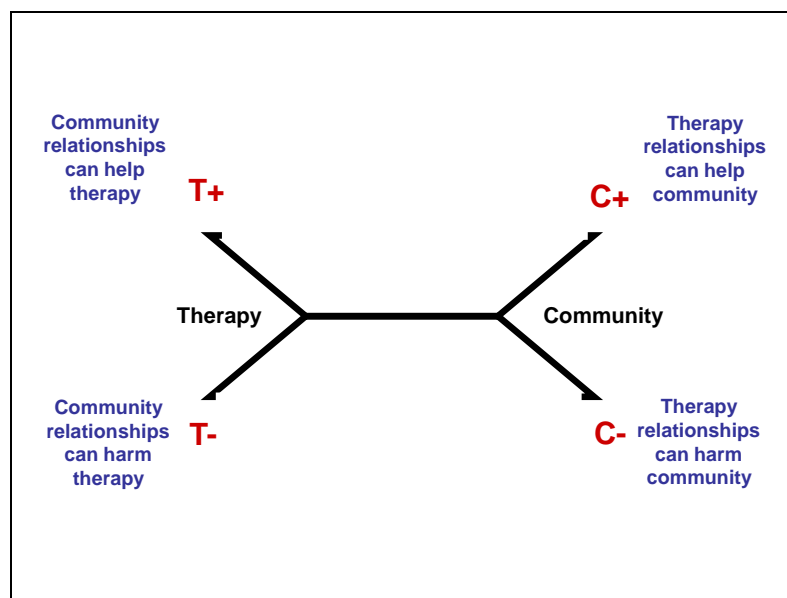 Community
relationships
can help
therapy
T+
Therapy
relationships
can help
community
C+
Therapy
Community
Community
relationships
can harm
therapy
T-
Therapy
relationships
can harm
community
C-